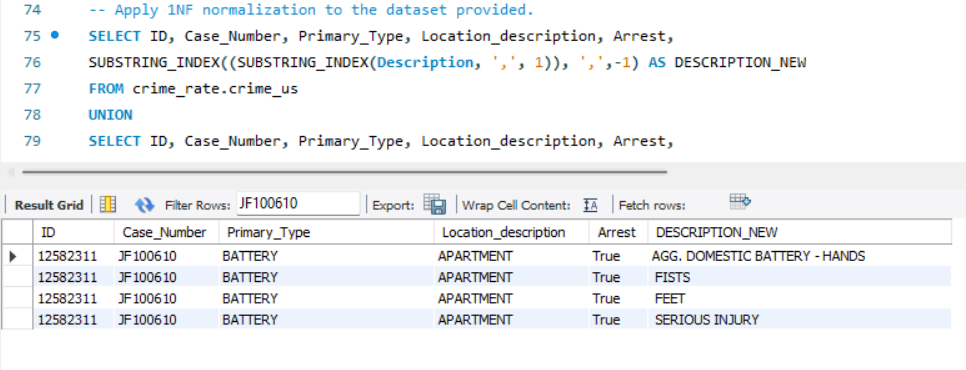 74 -- Apply 1NF normalization to the dataset provided.
75 SELECT ID, Case_Number, Primary_Type, Location_description, Arrest,
76 SUBSTRING_INDEX((SUBSTRING_INDEX(Description, ',', 1)), ',',-1) AS DESCRIPTION_NEW
77 FROM crime_rate.crime_us
78 UNION
79 SELECT ID, Case_Number, Primary_Type, Location_description, Arrest,
Result Grid Filter Rows: JF100610 Export: Wrap Cell Content: IA Fetch rows:
ID Case_Number Primary_Type Location_description Arrest DESCRIPTION_NEW
12582311 JF100610 BATTERY APARTMENT True AGG. DOMESTIC BATTERY - HANDS
12582311 JF100610 BATTERY APARTMENT True FISTS
12582311 JF100610 BATTERY APARTMENT True FEET
12582311 JF100610 BATTERY APARTMENT True SERIOUS INJURY